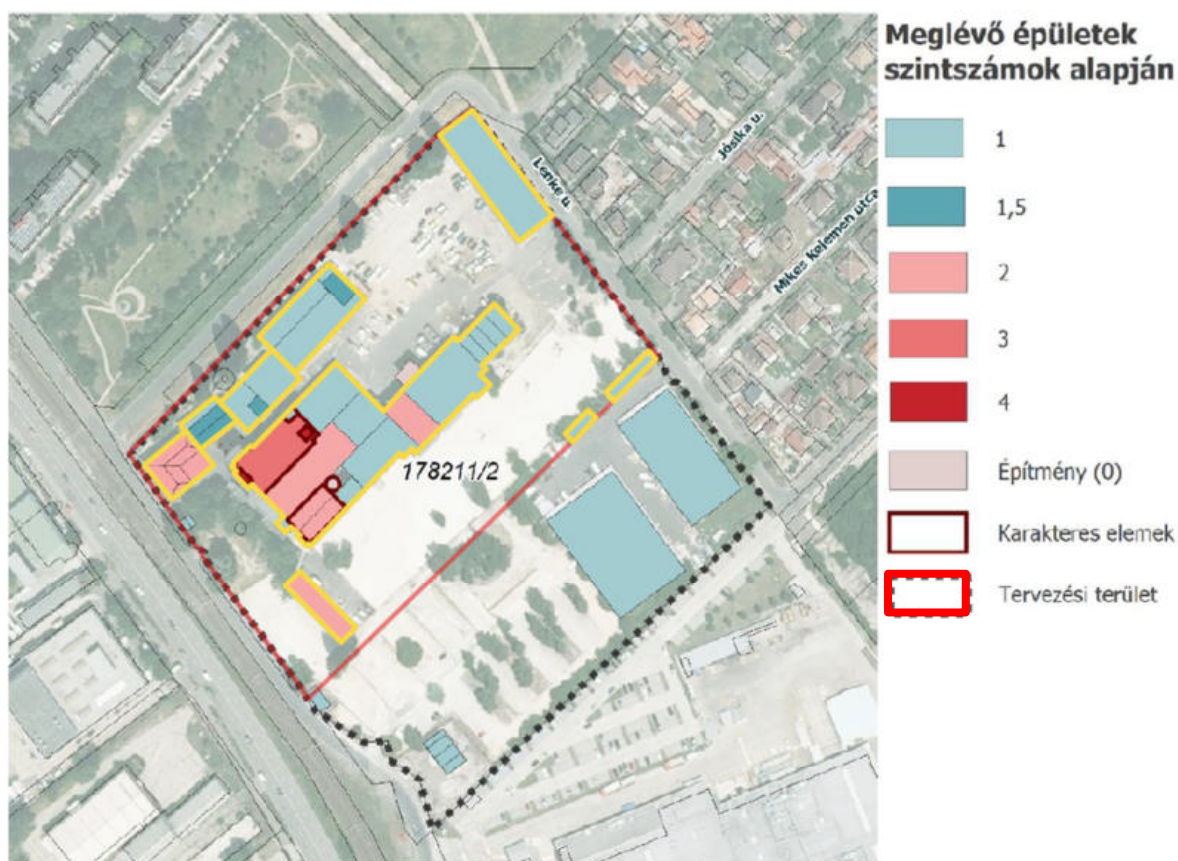 Meglévő épületek
szintszámok alapján
1
1,5
2
3
4
Építmény (0)
Karakteres elemek
Tervezési terület
Lenke u.
Jósika u.
Mikes Kelemen utca
178211/2